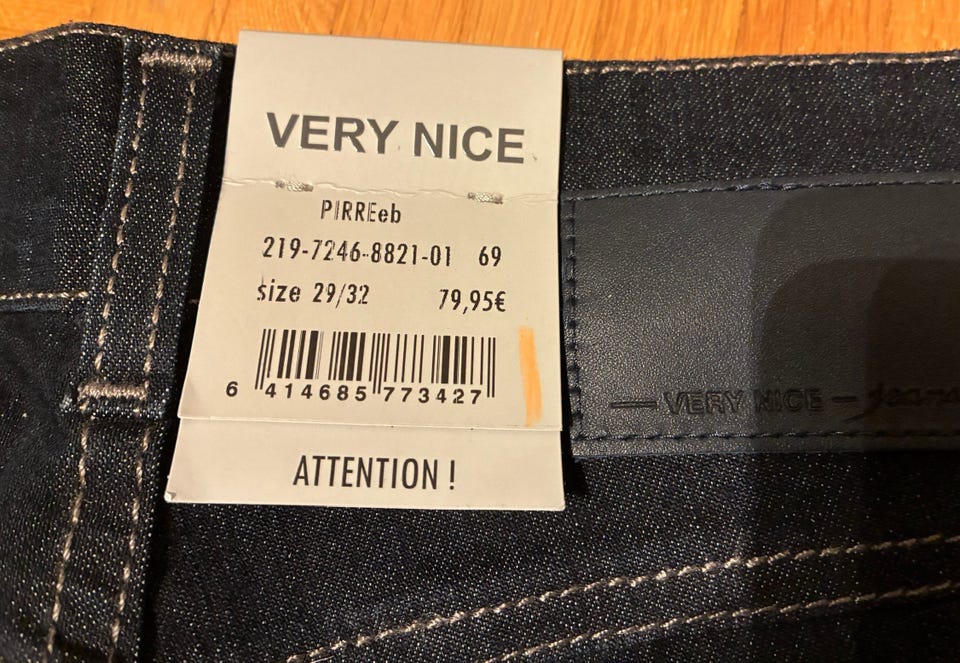 VERY NICE
PIRREeb
219-7246-8821-01 69
size 29/32 79,95€
6 414685 773427
ATTENTION !
VERY NICE - Jeans